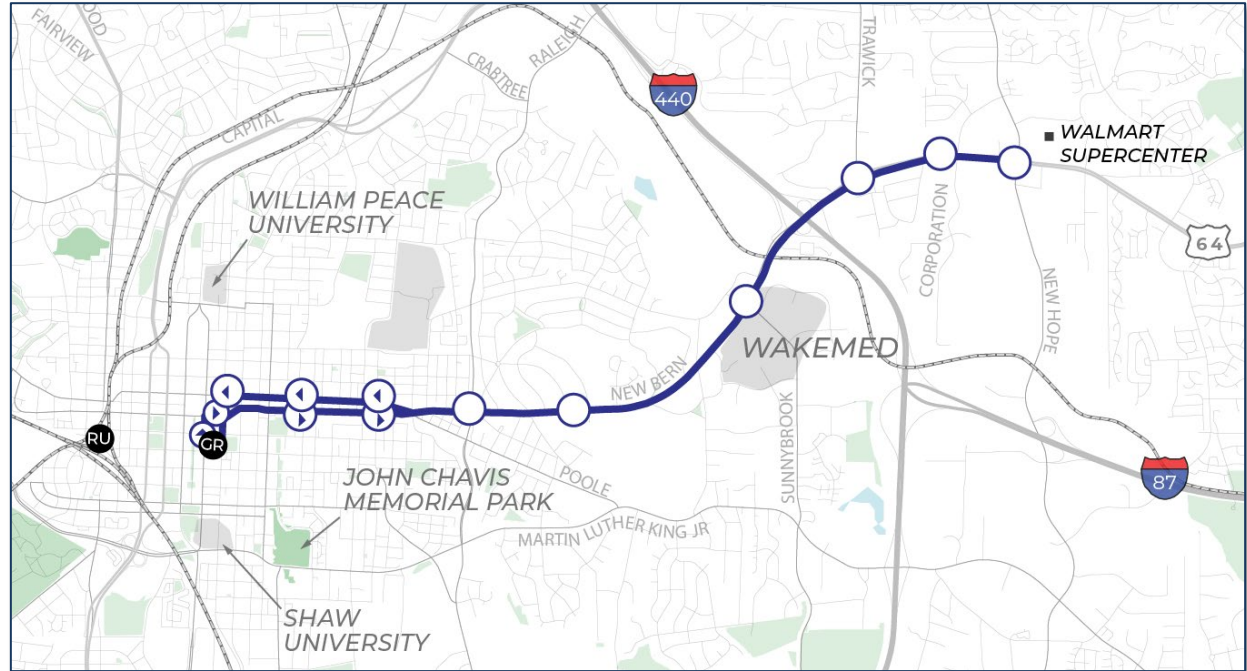 FAIRVIEW
OOD
CAPITAL
CRABTREE
RALEIGH
440
TRAWICK
WALMART
SUPERCENTER
64
CORPORATION
NEW HOPE
WILLIAM PEACE
UNIVERSITY
WAKEMED
NEW BERN
SUNNYBROOK
RU
GR
JOHN CHAVIS
MEMORIAL PARK
POOLE
MARTIN LUTHER KING JR
87
SHAW
UNIVERSITY